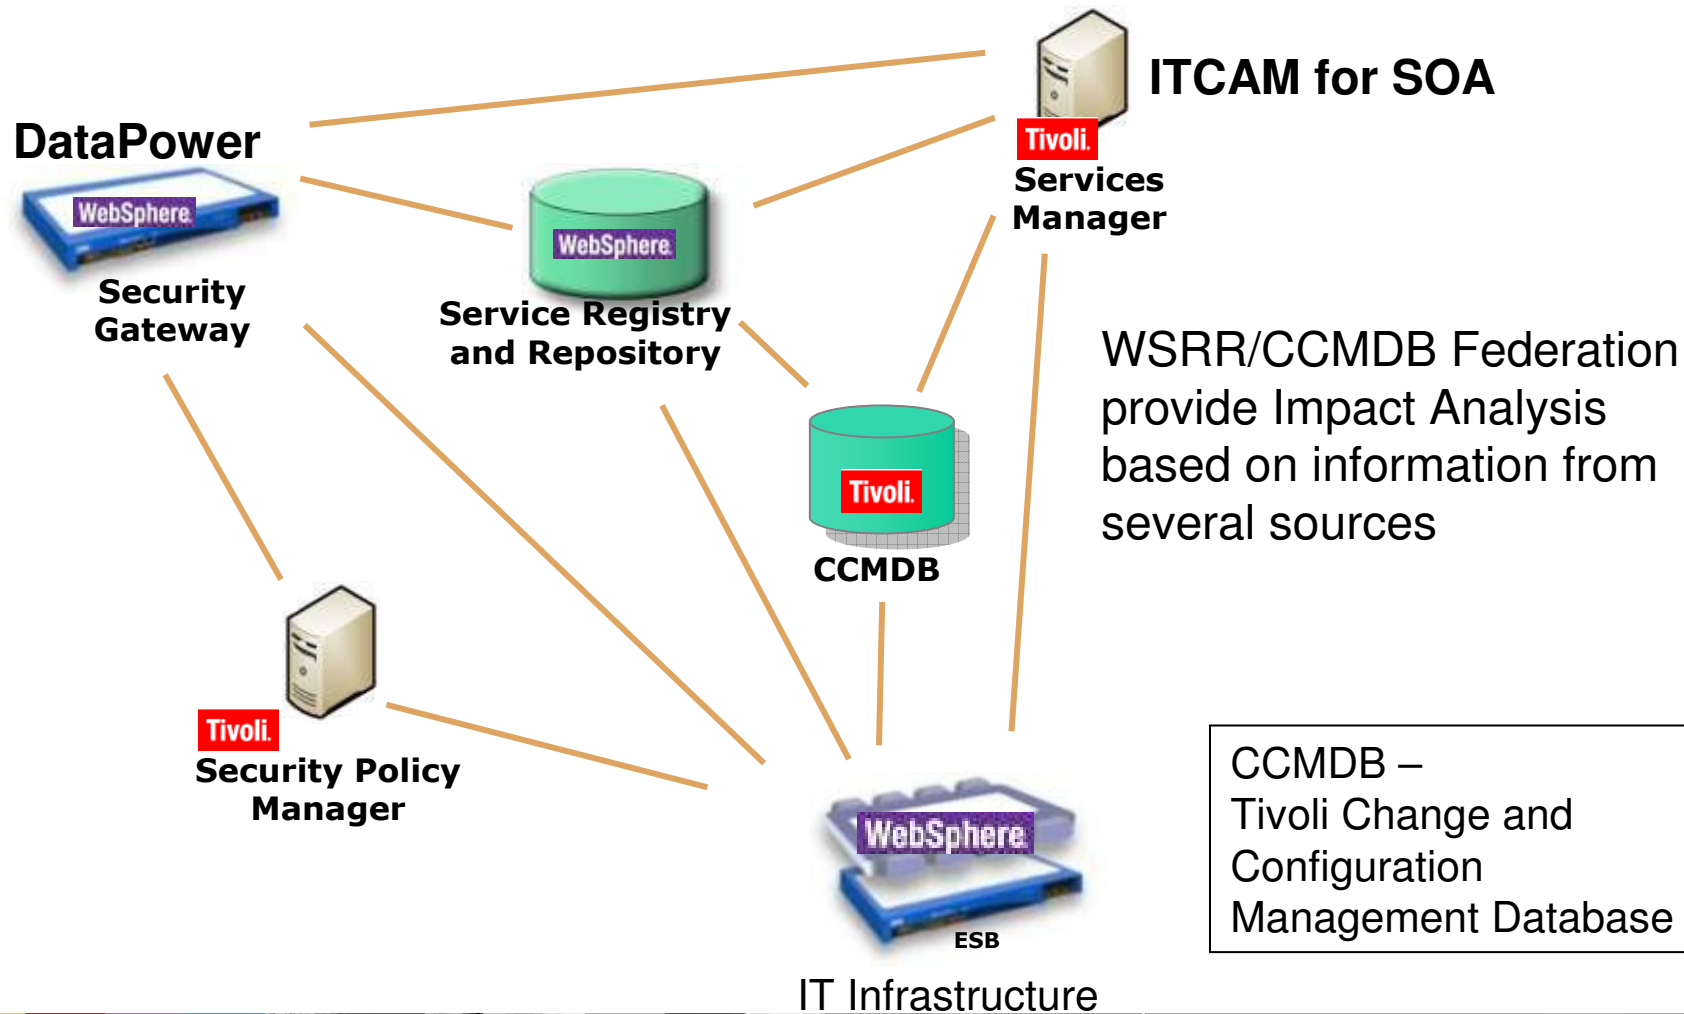 ITCAM for SOA
DataPower
Tivoli.
Services
Manager
WebSphere
WebSphere
Security
Gateway
Service Registry
and Repository
WSRR/CCMDB Federation
provide Impact Analysis
based on information from
several sources
Tivoli.
CCMDB
Tivoli.
Security Policy
Manager
CCMDB –
Tivoli Change and
Configuration
Management Database
WebSphere
ESB
IT Infrastructure